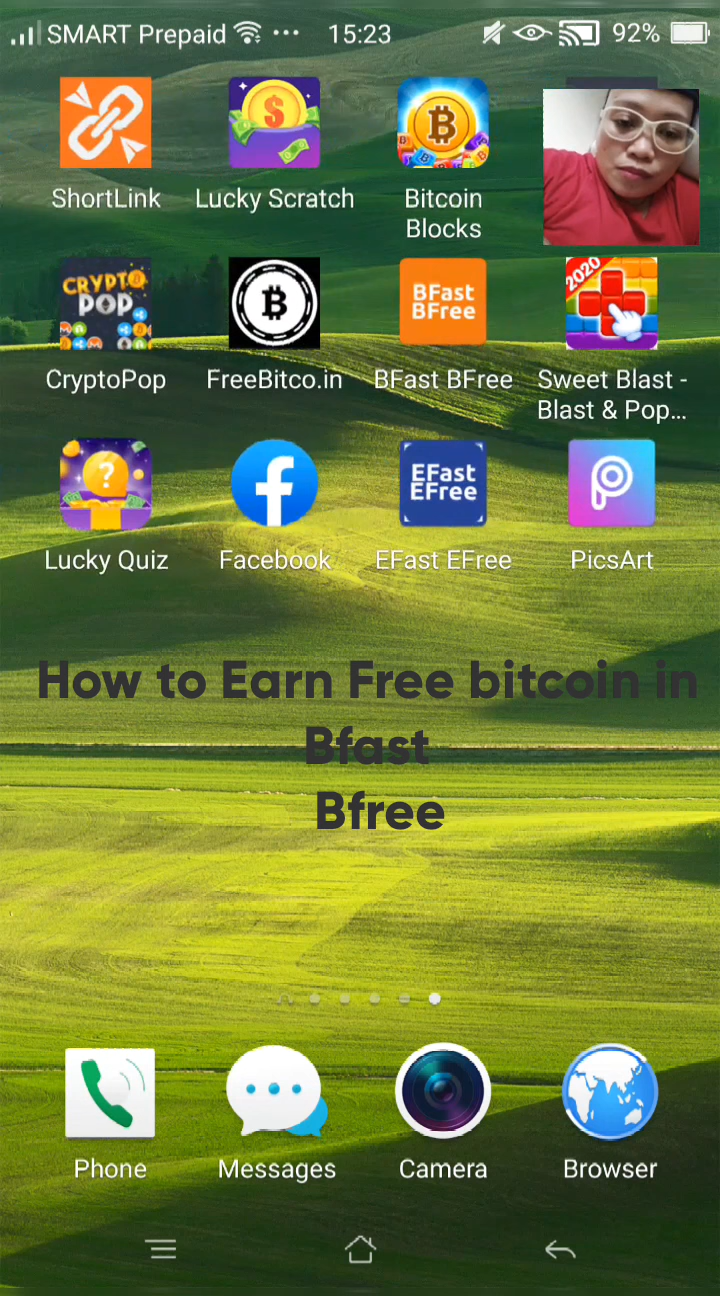 SMART Prepaid 15:23 92%
ShortLink Lucky Scratch Bitcoin Blocks
CRYPTO POP
BFast BFree
2020
CryptoPop FreeBitco.in BFast BFree Sweet Blast - Blast & Pop...
EFast EFree
Lucky Quiz Facebook EFast EFree PicsArt
How to Earn Free bitcoin in
Bfast
Bfree
Phone Messages Camera Browser